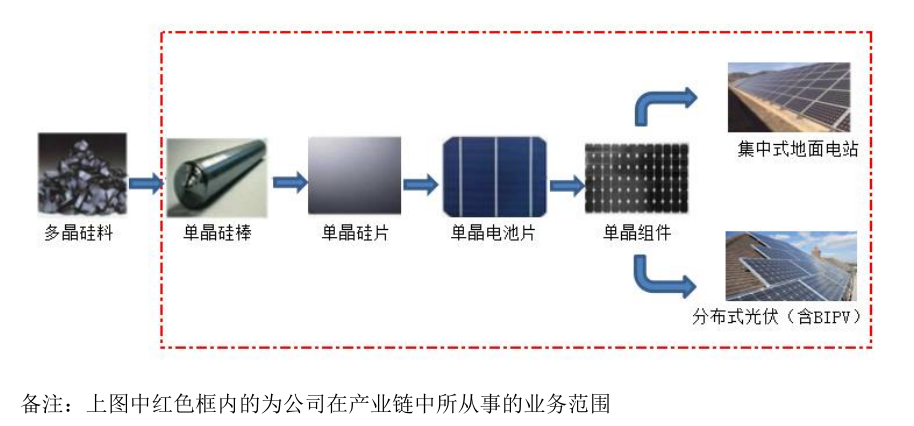 集中式地面电站
多晶硅料
单晶硅棒
单晶硅片
单晶电池片
单晶组件
分布式光伏（含BIPV）
备注：上图中红色框内的为公司在产业链中所从事的业务范围